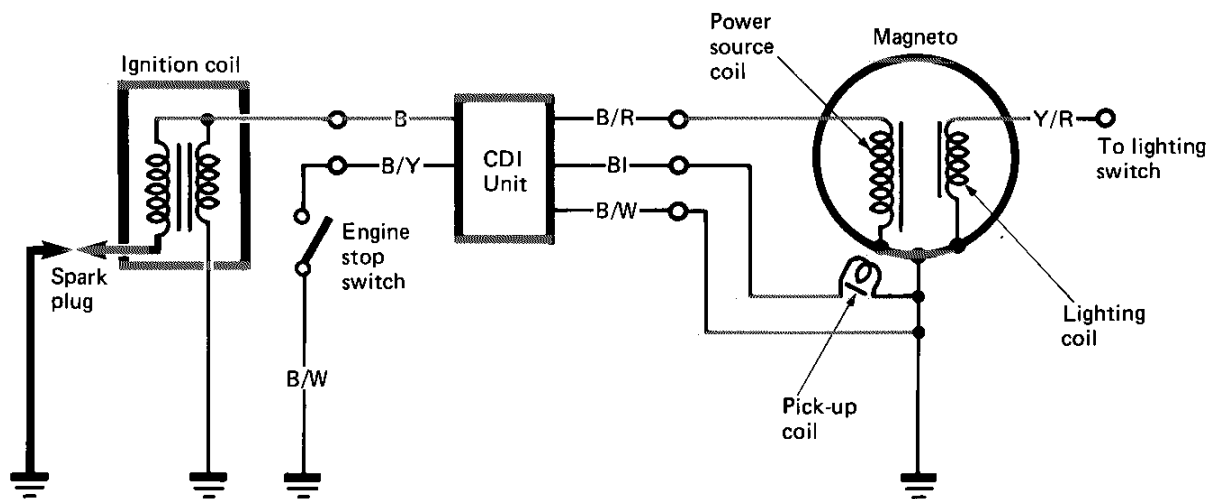 Ignition coil
Power
source
coil
Magneto
B
B/Y
CDI
Unit
B/R
BI
B/W
Y/R
To lighting
switch
Engine
stop
switch
Spark
plug
B/W
Pick-up
coil
Lighting
coil